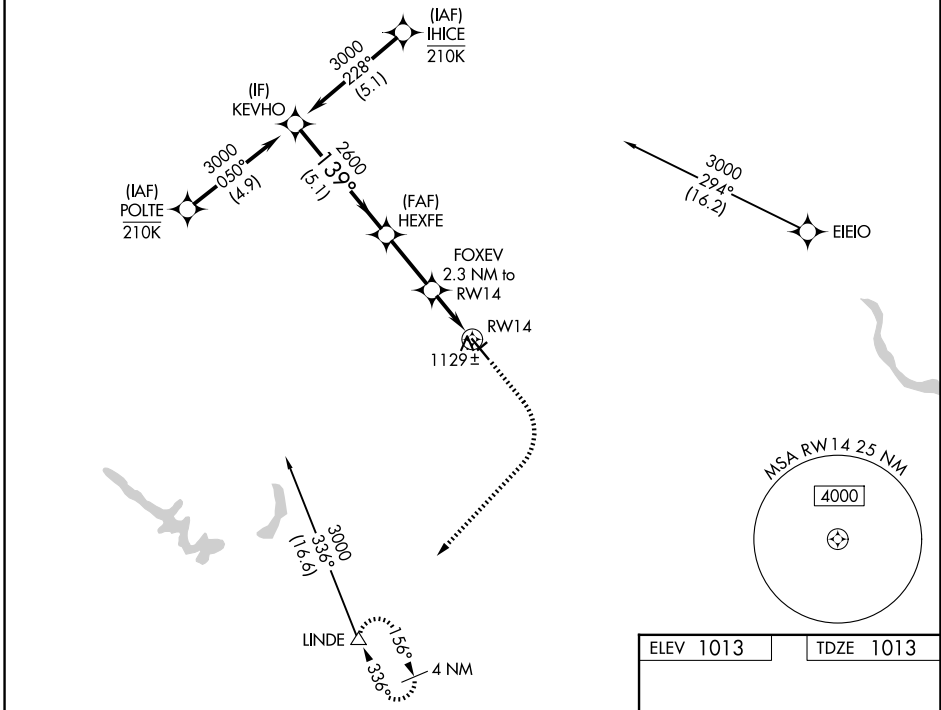 (IAF)
IHICE
210K
3000
228°
(5.1)
(IF)
KEVHO
3000
050°
(4.9)
(IAF)
POLTE
210K
2600
139°
(5.1)
(FAF)
HEXFE
FOXEV
2.3 NM to
RW14
RW14
1129±
3000
294°
(16.2)
EIEIO
MSA RW14 25 NM
4000
3000
336°
(16.6)
LINDE
156°
336°
4 NM
ELEV 1013
TDZE 1013